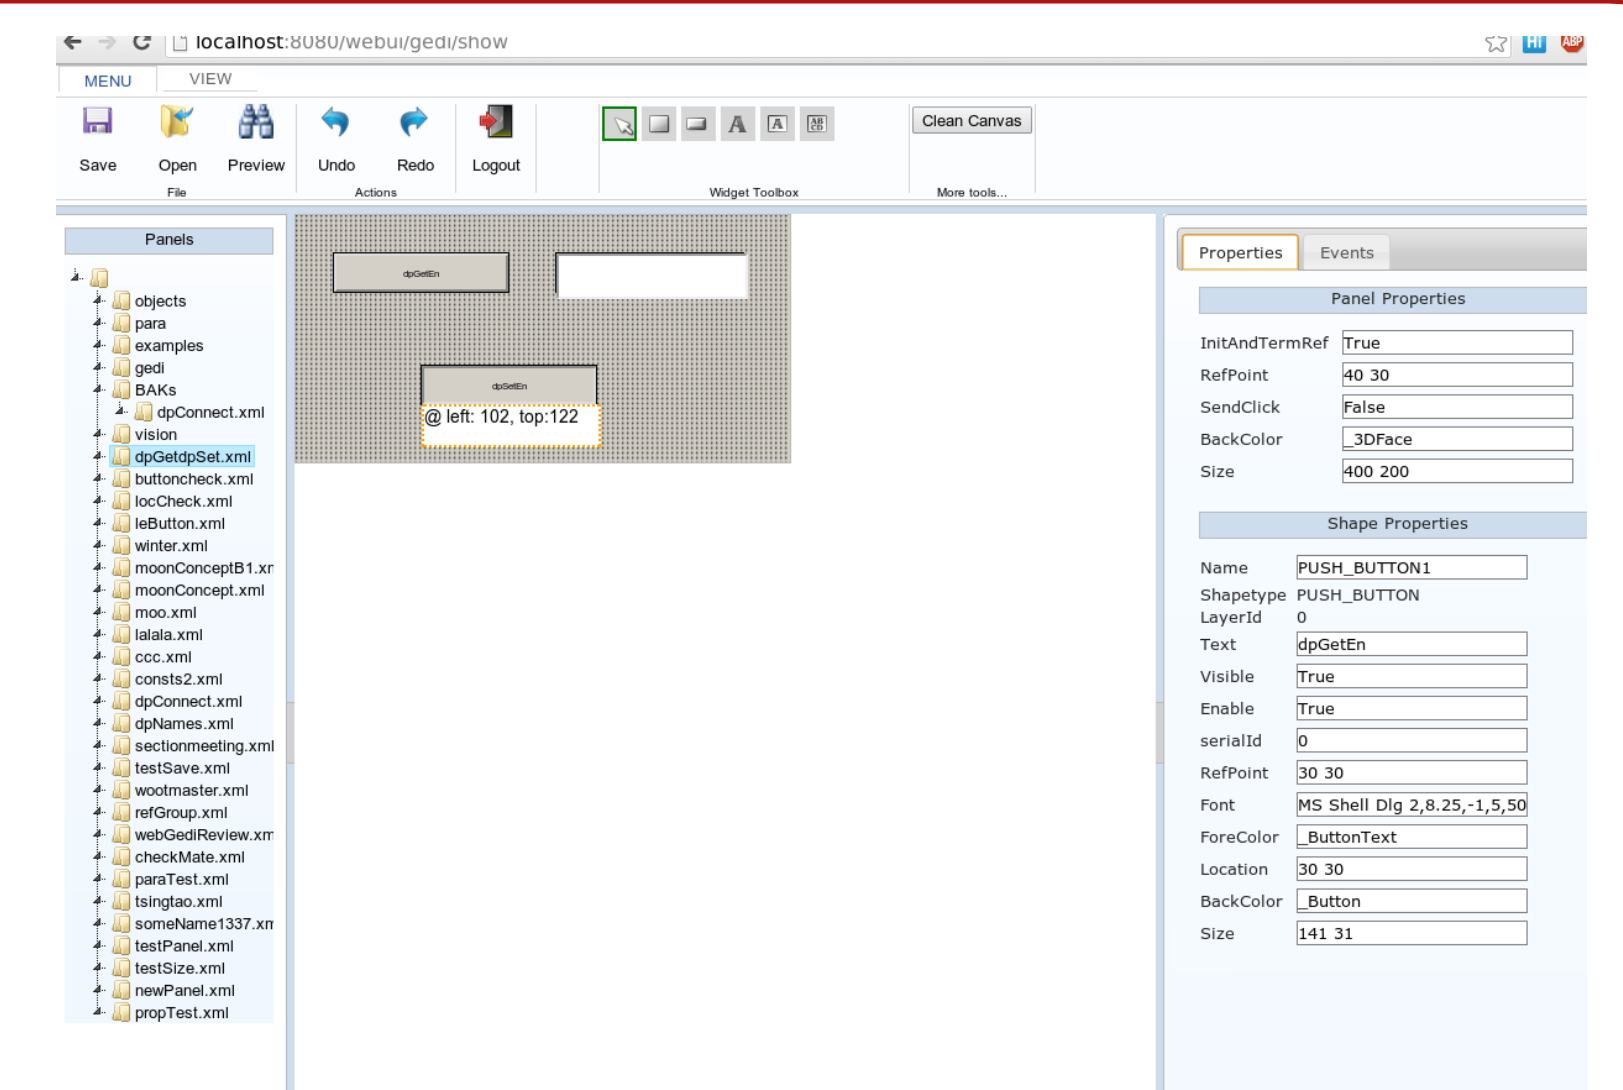 localhost:8080/webui/gedi/show
Hi
ABP
MENU VIEW
Save Open Preview Undo Redo Logout
A A AB CD
Clean Canvas
File Actions Widget Toolbox More tools...
Panels
objects
para
examples
gedi
BAKs
dpConnect.xml
vision
dpGetdpSet.xml
buttoncheck.xml
locCheck.xml
leButton.xml
winter.xml
moonConceptB1.xr
moonConcept.xml
moo.xml
lalala.xml
ccc.xml
consts2.xml
dpConnect.xml
dpNames.xml
sectionmeeting.xml
testSave.xml
wootmaster.xml
refGroup.xml
webGediReview.xm
checkMate.xml
paraTest.xml
tsingtao.xml
someName1337.xm
testPanel.xml
testSize.xml
newPanel.xml
propTest.xml
dpGetEn
dpSetEn
@ left: 102, top:122
Properties Events
Panel Properties
InitAndTermRef True
RefPoint 40 30
SendClick False
BackColor _3DFace
Size 400 200
Shape Properties
Name PUSH_BUTTON1
Shapetype PUSH_BUTTON
LayerId 0
Text dpGetEn
Visible True
Enable True
serialId 0
RefPoint 30 30
Font MS Shell Dlg 2,8.25,-1,5,50
ForeColor _ButtonText
Location 30 30
BackColor _Button
Size 141 31